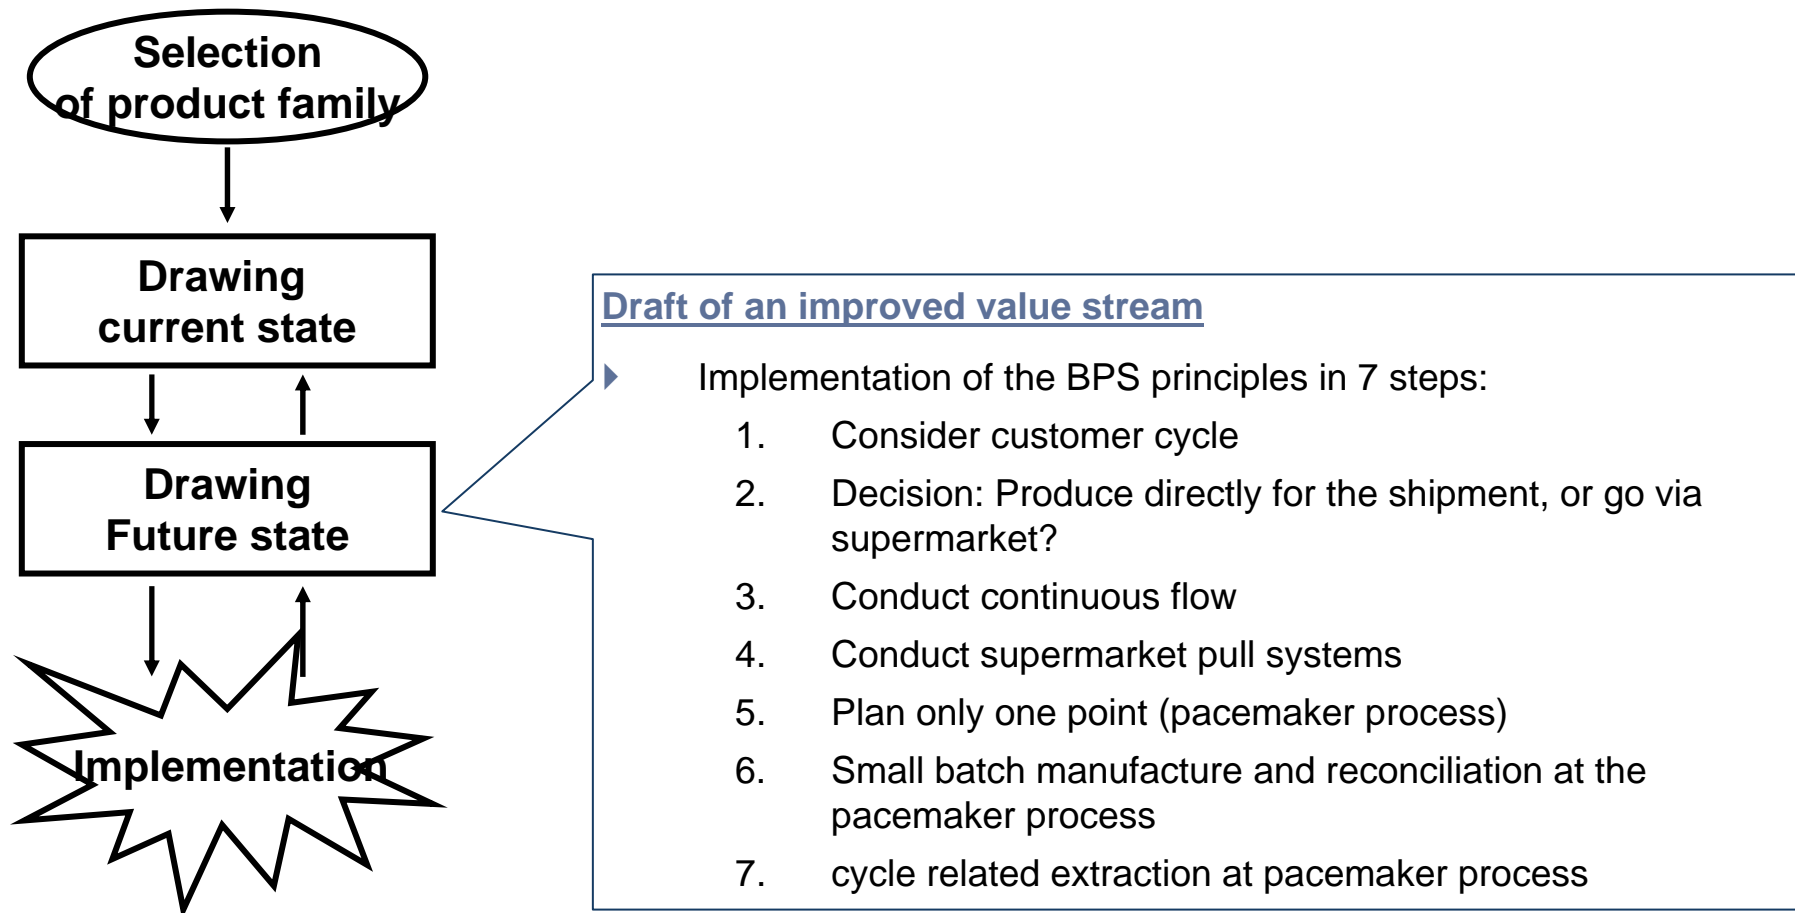 Selection
of product family
Drawing
current state
Drawing
Future state
Implementation
Draft of an improved value stream
Implementation of the BPS principles in 7 steps:
1. Consider customer cycle
2. Decision: Produce directly for the shipment, or go via
supermarket?
3. Conduct continuous flow
4. Conduct supermarket pull systems
5. Plan only one point (pacemaker process)
6. Small batch manufacture and reconciliation at the
pacemaker process
7. cycle related extraction at pacemaker process